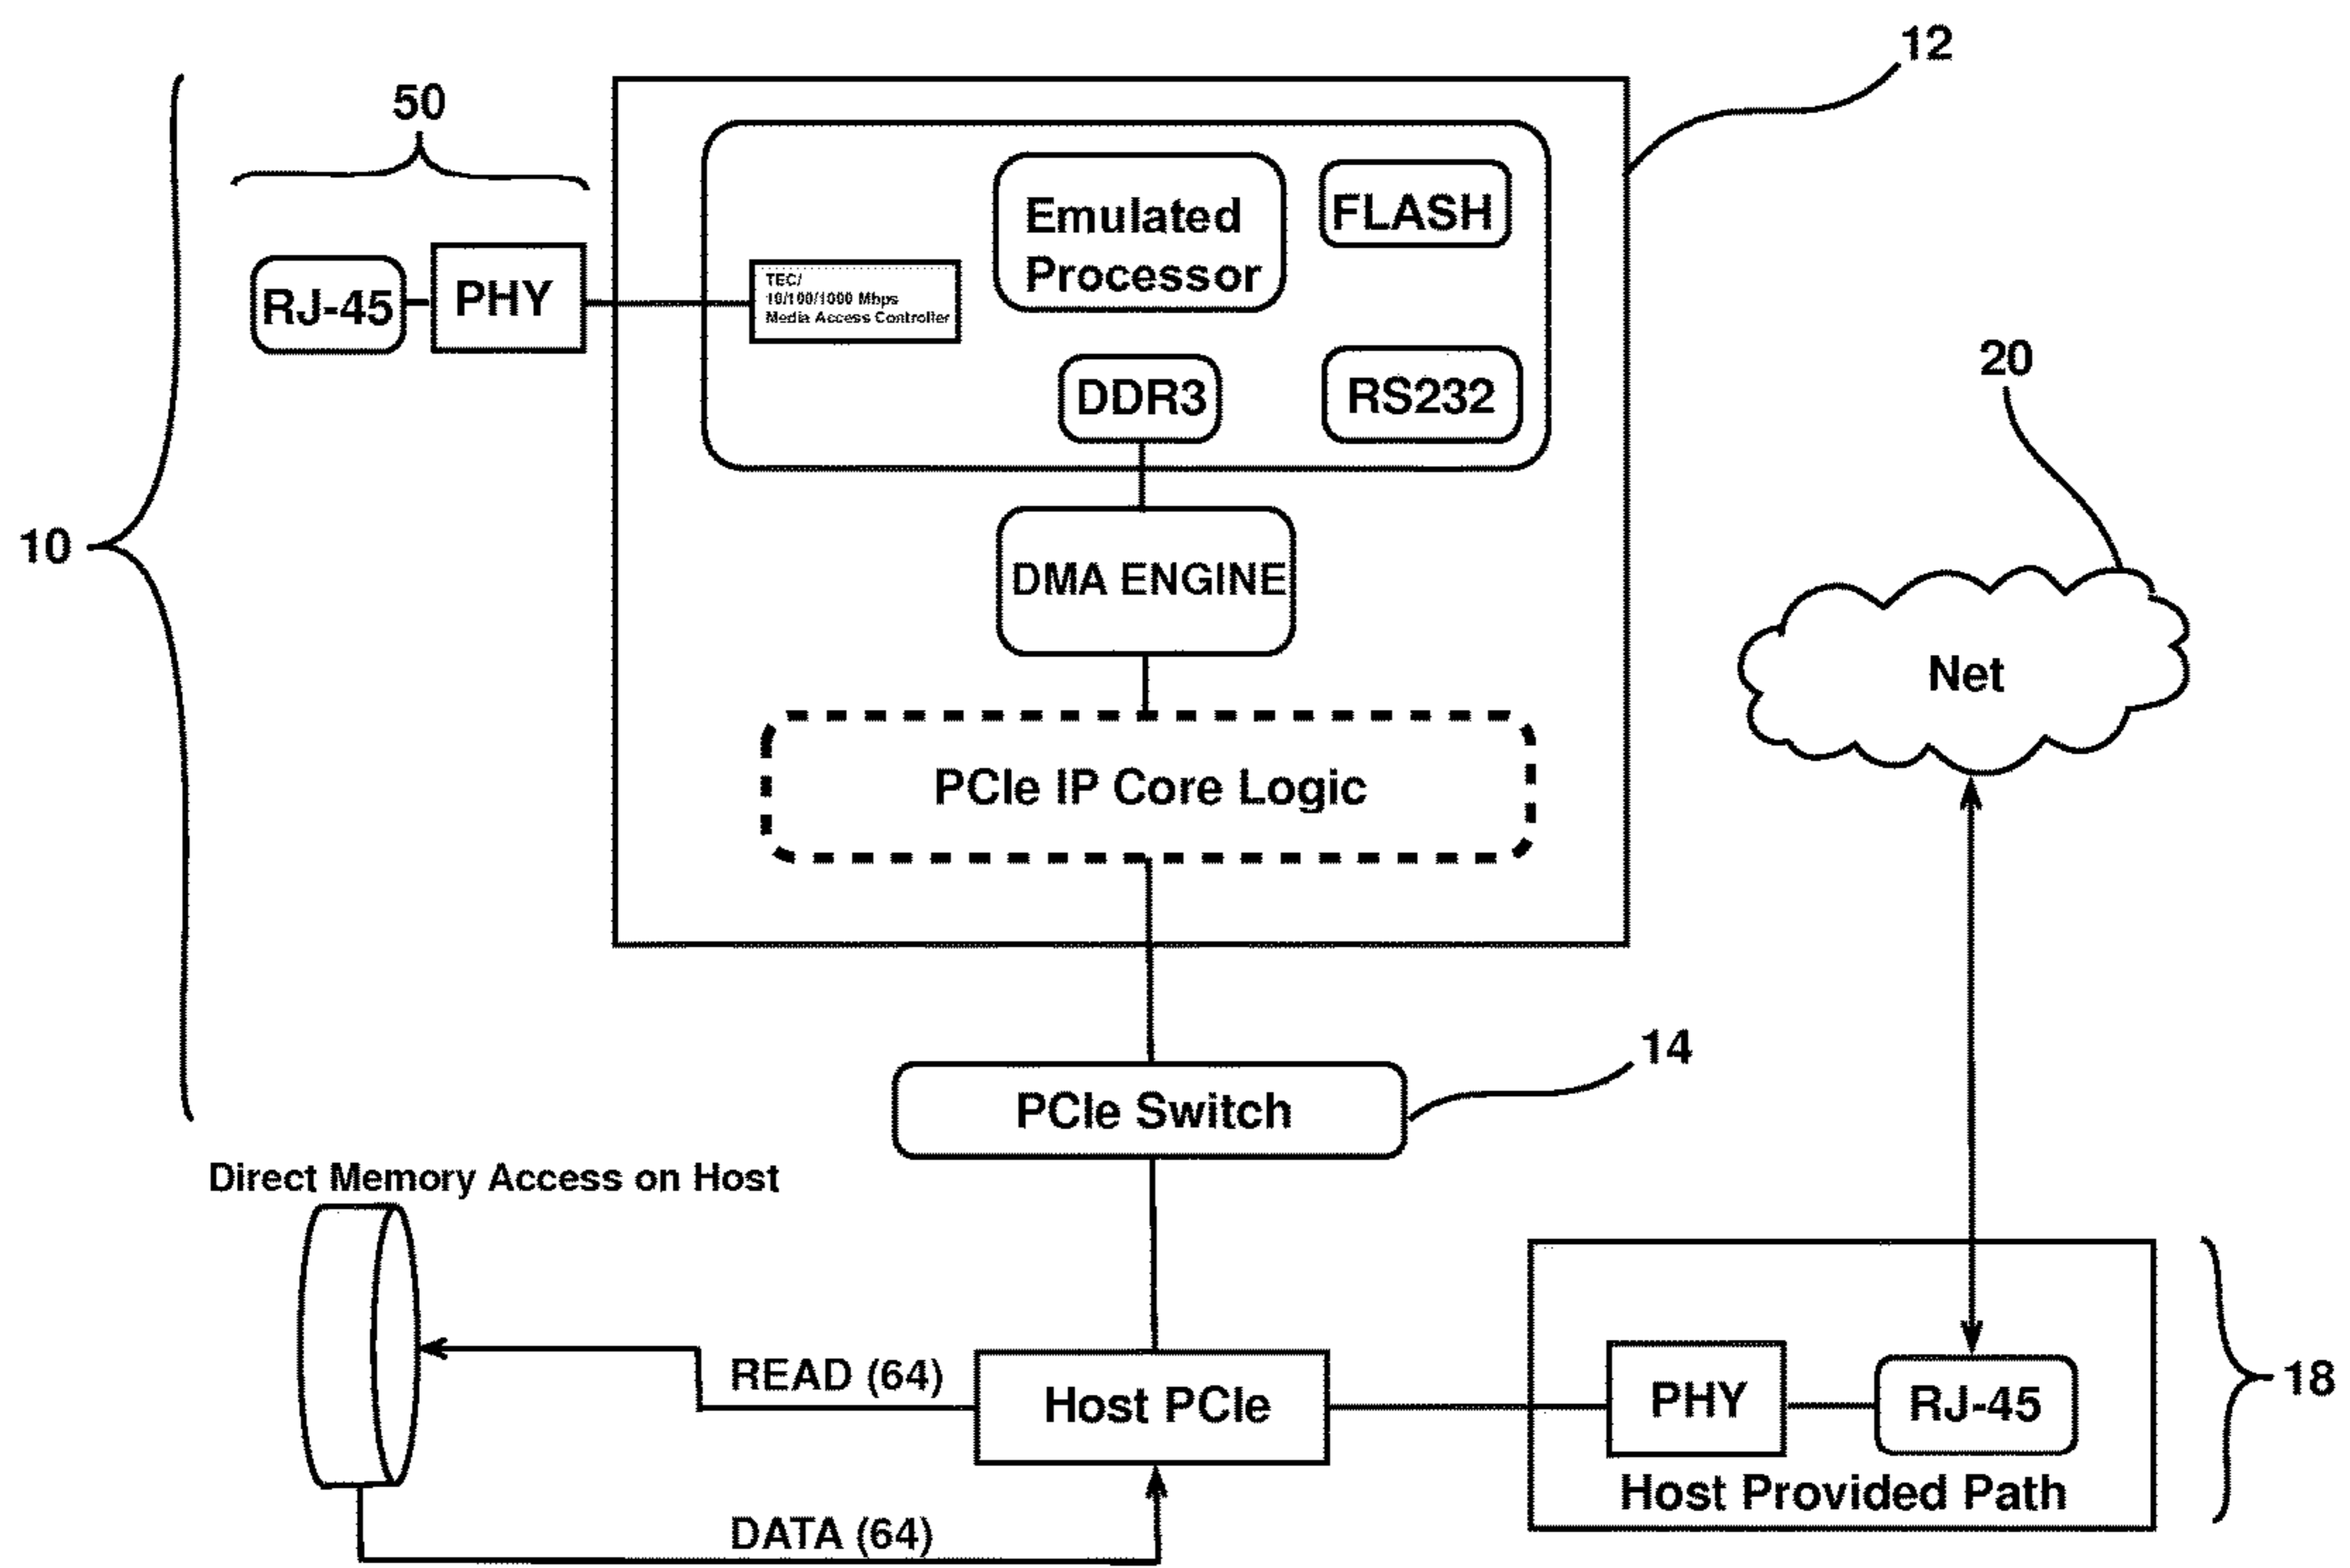 12
50
Emulated
Processor
FLASH
RJ-45
PHY
TEC/
10/100/1000 Mbps
Media Access Controller
DDR3
RS232
20
10
DMA ENGINE
Net
PCIe IP Core Logic
14
PCIe Switch
Direct Memory Access on Host
READ (64)
Host PCIe
PHY
RJ-45
18
Host Provided Path
DATA (64)